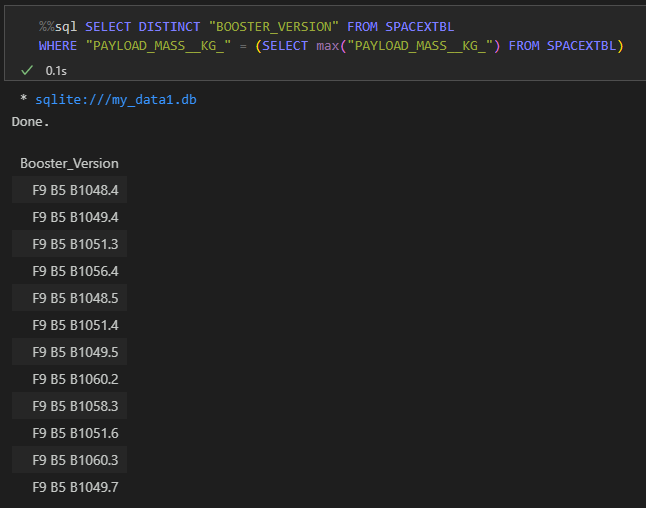 %%sql SELECT DISTINCT "BOOSTER_VERSION" FROM SPACEXTBL
WHERE "PAYLOAD_MASS__KG_" = (SELECT max("PAYLOAD_MASS__KG_") FROM SPACEXTBL)
0.1s
* sqlite:///my_data1.db
Done.
Booster_Version
F9 B5 B1048.4
F9 B5 B1049.4
F9 B5 B1051.3
F9 B5 B1056.4
F9 B5 B1048.5
F9 B5 B1051.4
F9 B5 B1049.5
F9 B5 B1060.2
F9 B5 B1058.3
F9 B5 B1051.6
F9 B5 B1060.3
F9 B5 B1049.7